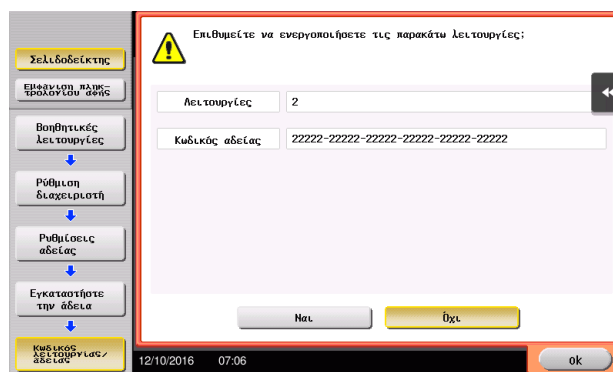 Σελιδοδείκτης
Εμφάνιση πληκ-
τρολογίου αφής
Βοηθητικές
λειτουργίες
Ρύθμιση
διαχειριστή
Ρυθμίσεις
αδείας
Εγκαταστήστε
την άδεια
Κωδικός
λειτουργίας/
άδειας
Επιθυμείτε να ενεργοποιήσετε τις παρακάτω λειτουργίες;
Λειτουργίες 2
Κωδικός αδείας 22222-22222-22222-22222-22222-22222
Ναι Όχι
12/10/2016 07:06 ok